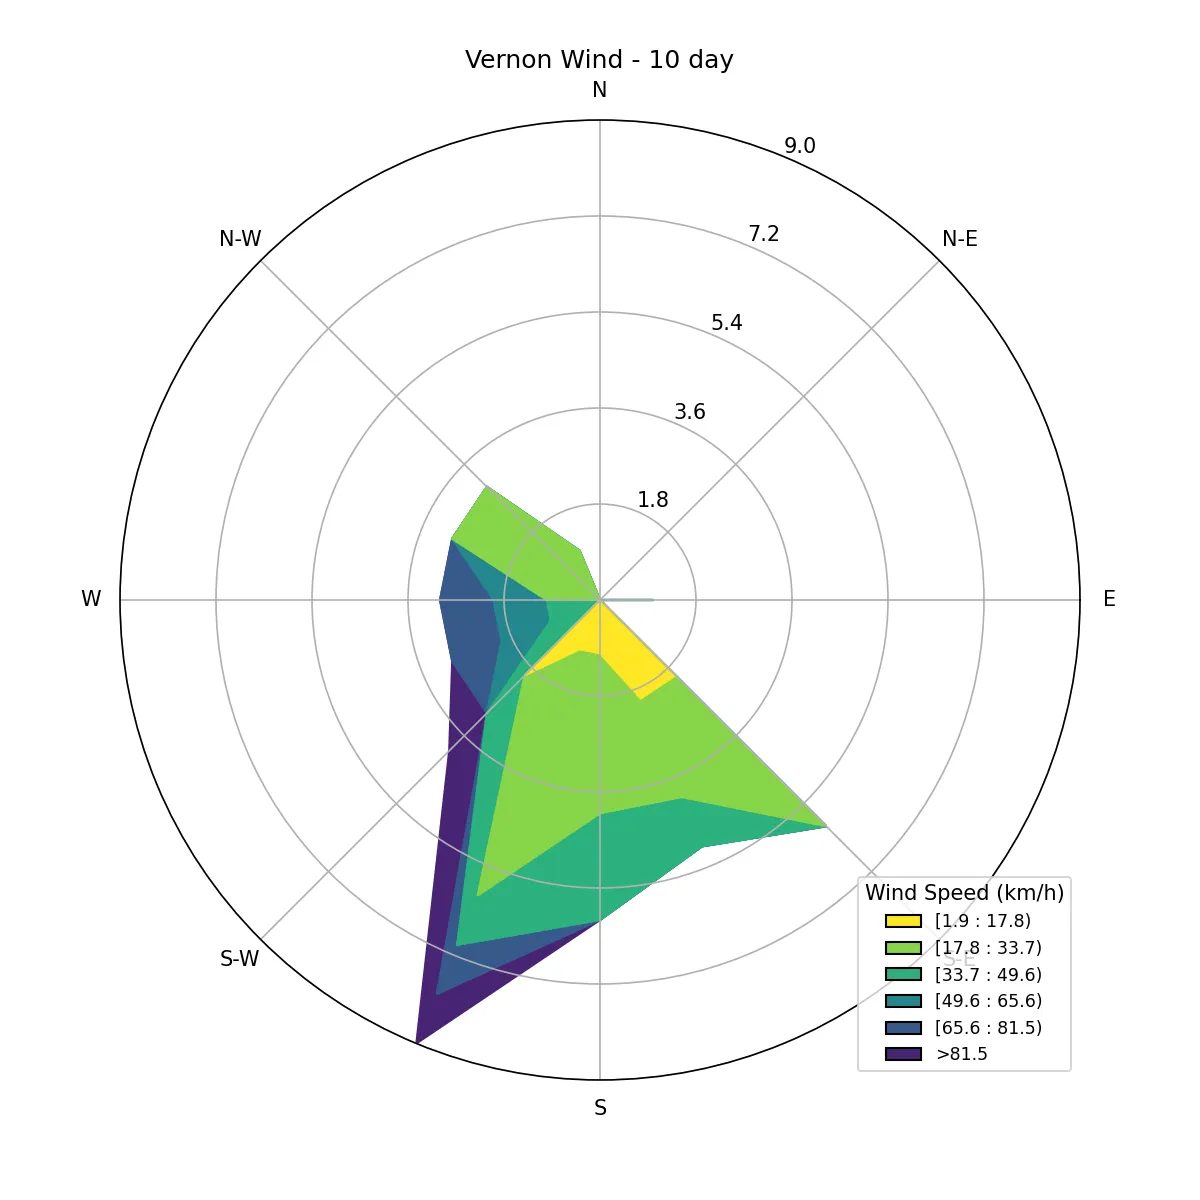 Vernon Wind - 10 day
N
9.0
N-W
7.2
N-E
5.4
3.6
1.8
W
E
S-W
S-E
S
Wind Speed (km/h)
[1.9 : 17.8)
[17.8 : 33.7)
[33.7 : 49.6)
[49.6 : 65.6)
[65.6 : 81.5)
>81.5